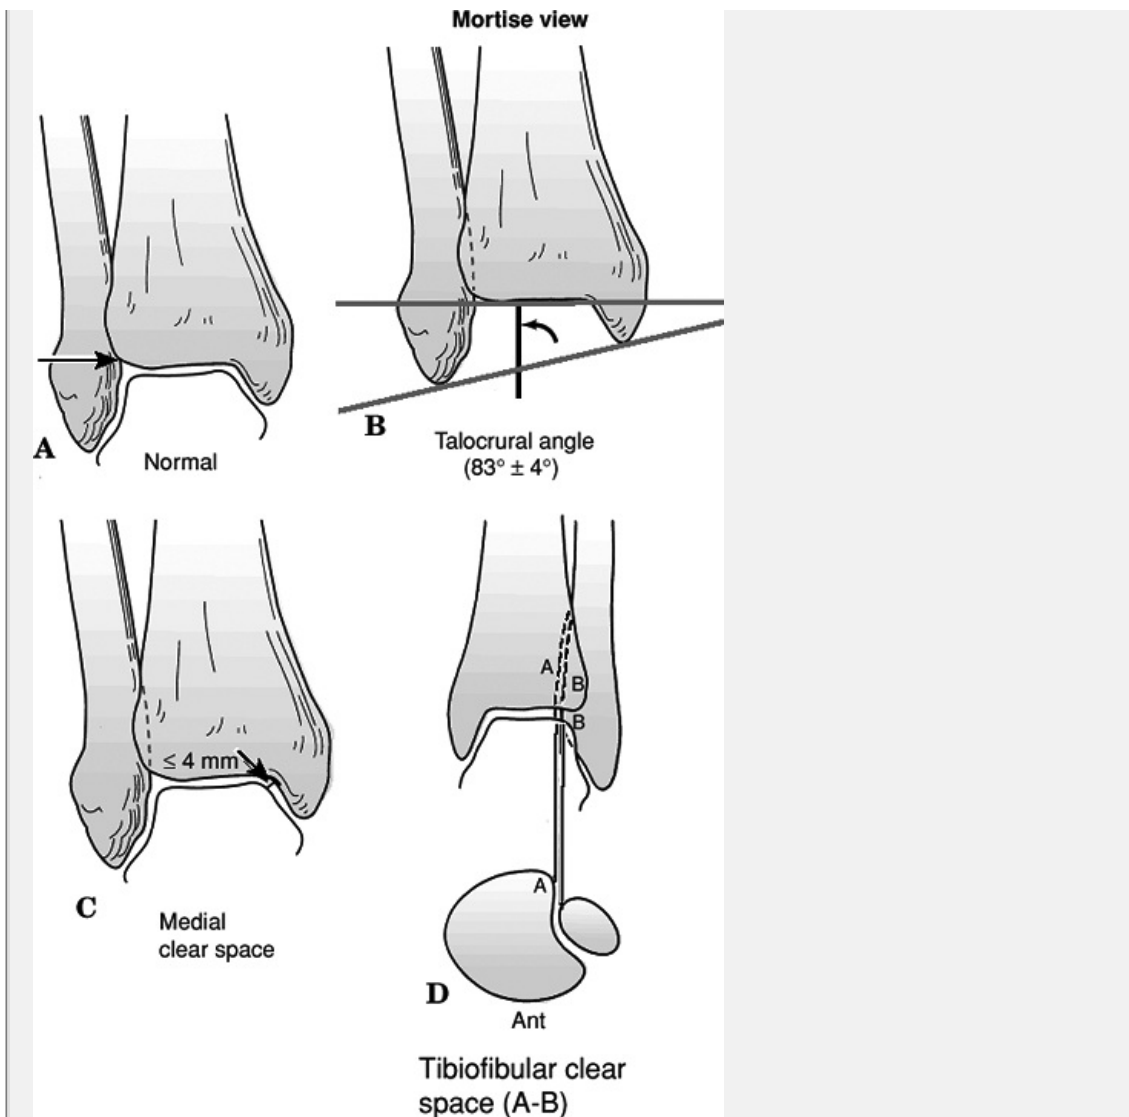 Mortise view
A
Normal
B
Talocrural angle
(83° ± 4°)
≤ 4 mm
C
Medial
clear space
A
B
B
A
D
Ant
Tibiofibular clear
space (A-B)